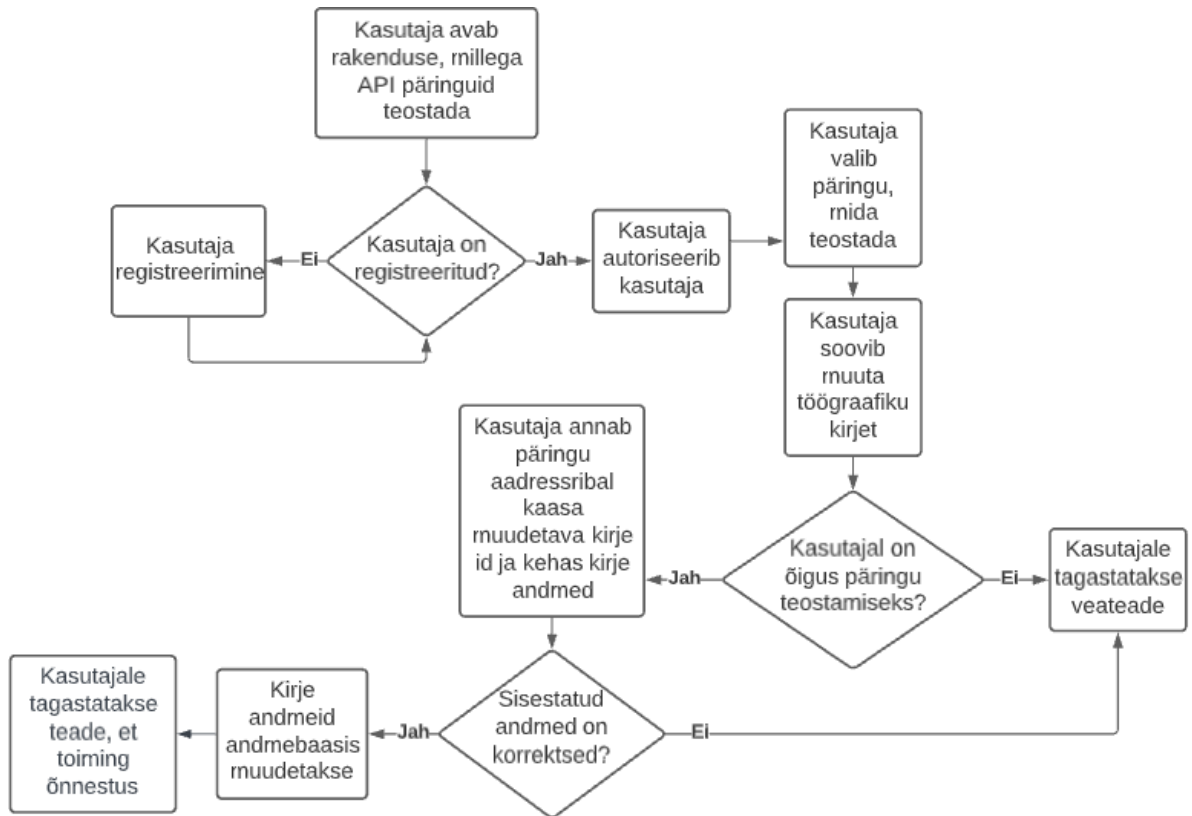 Kasutaja avab
rakenduse, millega
API päringuid
teostada
Kasutaja on
registreeritud?
Ei
Kasutaja
registreerimine
Jah
Kasutaja
autoriseerib
kasutaja
Kasutaja
valib
päringu,
mida
teostada
Kasutaja
soovib
muuta
töögraafiku
kirjet
Kasutajal on
õigus päringu
teostamiseks?
Ei
Kasutajale
tagastatakse
veateade
Jah
Kasutaja annab
päringu
aadressribal
kaasa
muudetava kirje
id ja kehas kirje
andmed
Sisestatud
andmed on
korrektsed?
Ei
Jah
Kirje
andmeid
andmebaasis
muudetakse
Kasutajale
tagastatakse
teade, et
toiming
õnnestus